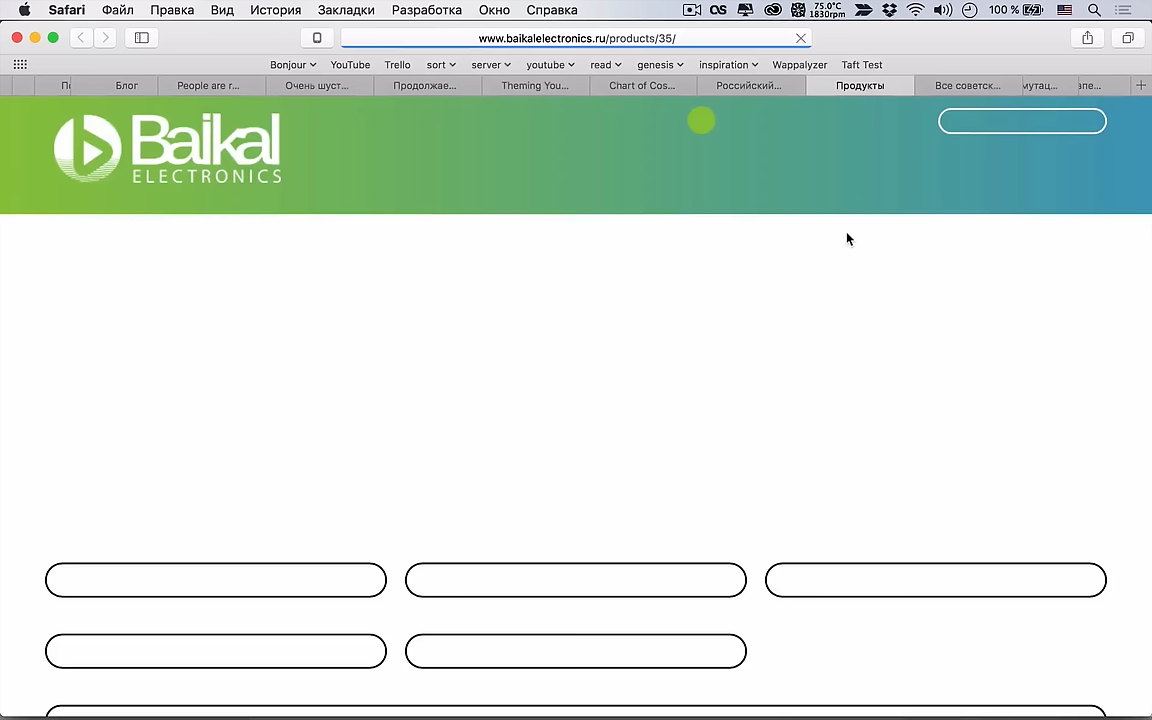 Safari Файл Правка Вид История Закладки Разработка Окно Справка OS 75.0°C 1830rpm 100 %
www.baikalelectronics.ru/products/35/
Bonjour YouTube Trello sort server youtube read genesis inspiration Wappalyzer Taft Test
Блог People are r... Очень шуст... Продолжае... Theming You... Chart of Cos... Российский... Продукты Все советск...
Baikal
ELECTRONICS